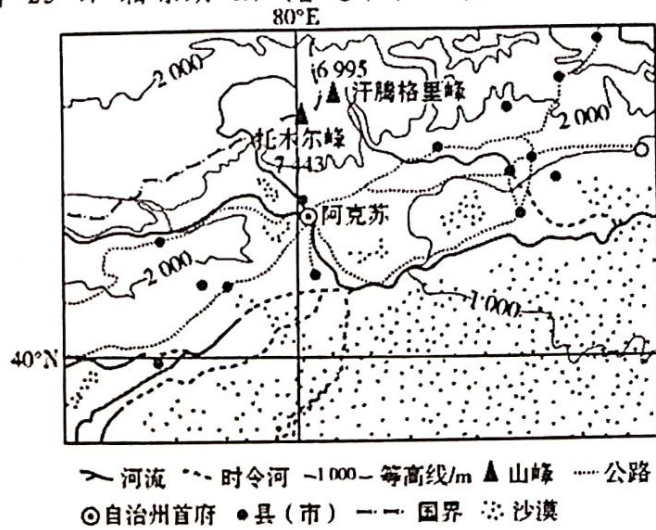 80°E
2 000
6 995
汗腾格里峰
2 000
托木尔峰
7 443
阿克苏
2 000
1 000
40°N
河流 时令河 1 000 等高线/m 山峰 公路
自治州首府 县(市) 国界 沙漠